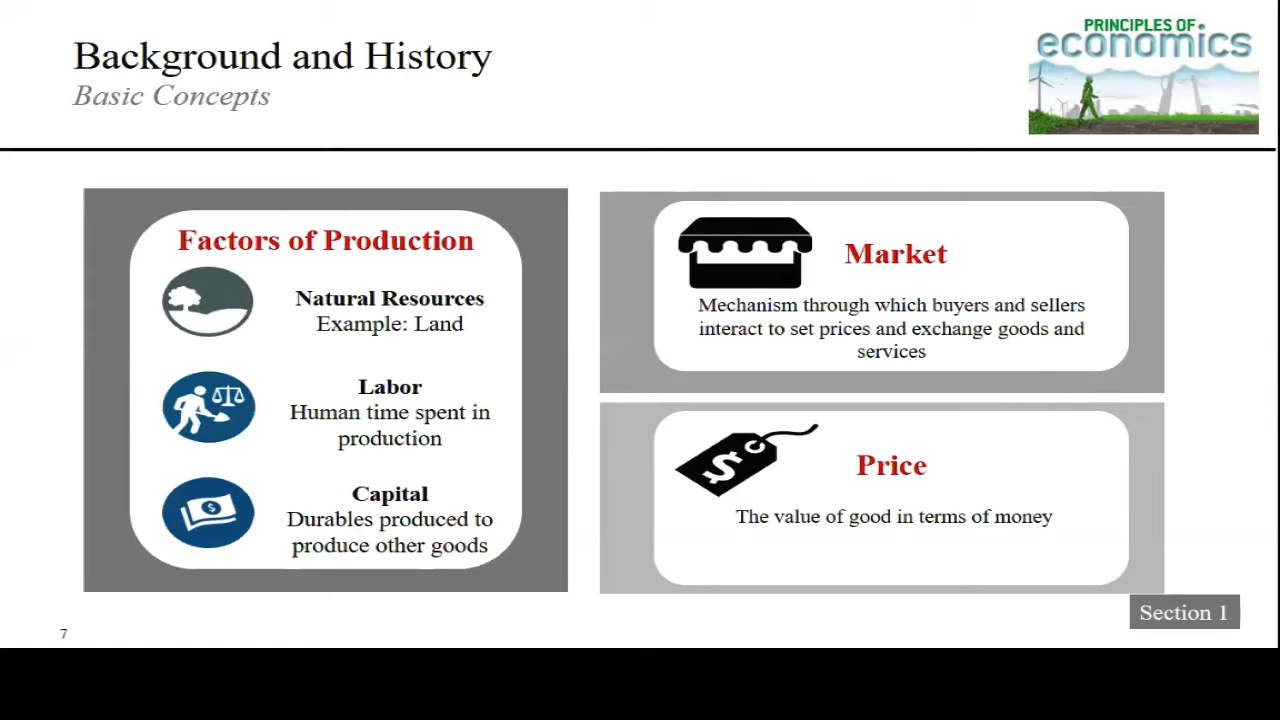 Background and History
Basic Concepts
PRINCIPLES OF
economics
Factors of Production
Natural Resources
Example: Land
Labor
Human time spent in
production
Capital
Durables produced to
produce other goods
Market
Mechanism through which buyers and sellers
interact to set prices and exchange goods and
services
$
Price
The value of good in terms of money
$
Section 1
7